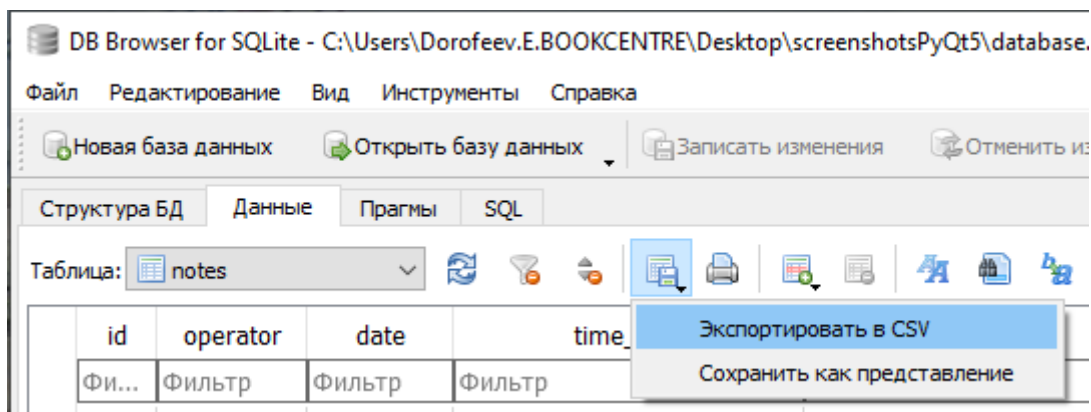 DB Browser for SQLite - C:\Users\Dorofeev.E.BOOKCENTRE\Desktop\screenshotsPyQt5\database.
Файл Редактирование Вид Инструменты Справка
Новая база данных Открыть базу данных Записать изменения Отменить из
Структура БД Данные Прагмы SQL
Таблица: notes
Экспортировать в CSV
id operator date time_
Сохранить как представление
Фи... Фильтр Фильтр Фильтр